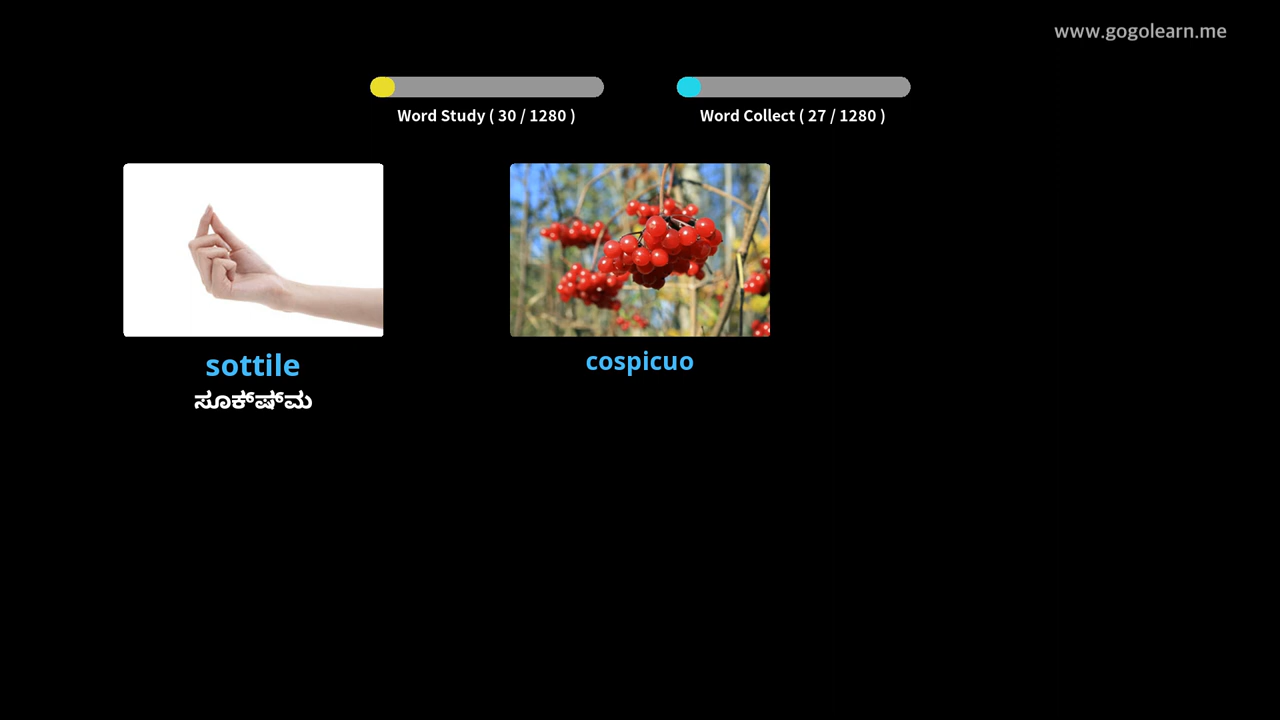 www.gogolearn.me
Word Study ( 30 / 1280 )
Word Collect ( 27 / 1280 )
sottile
ಸೂಕ್‌ಷ್‌ಮ
cospicuo